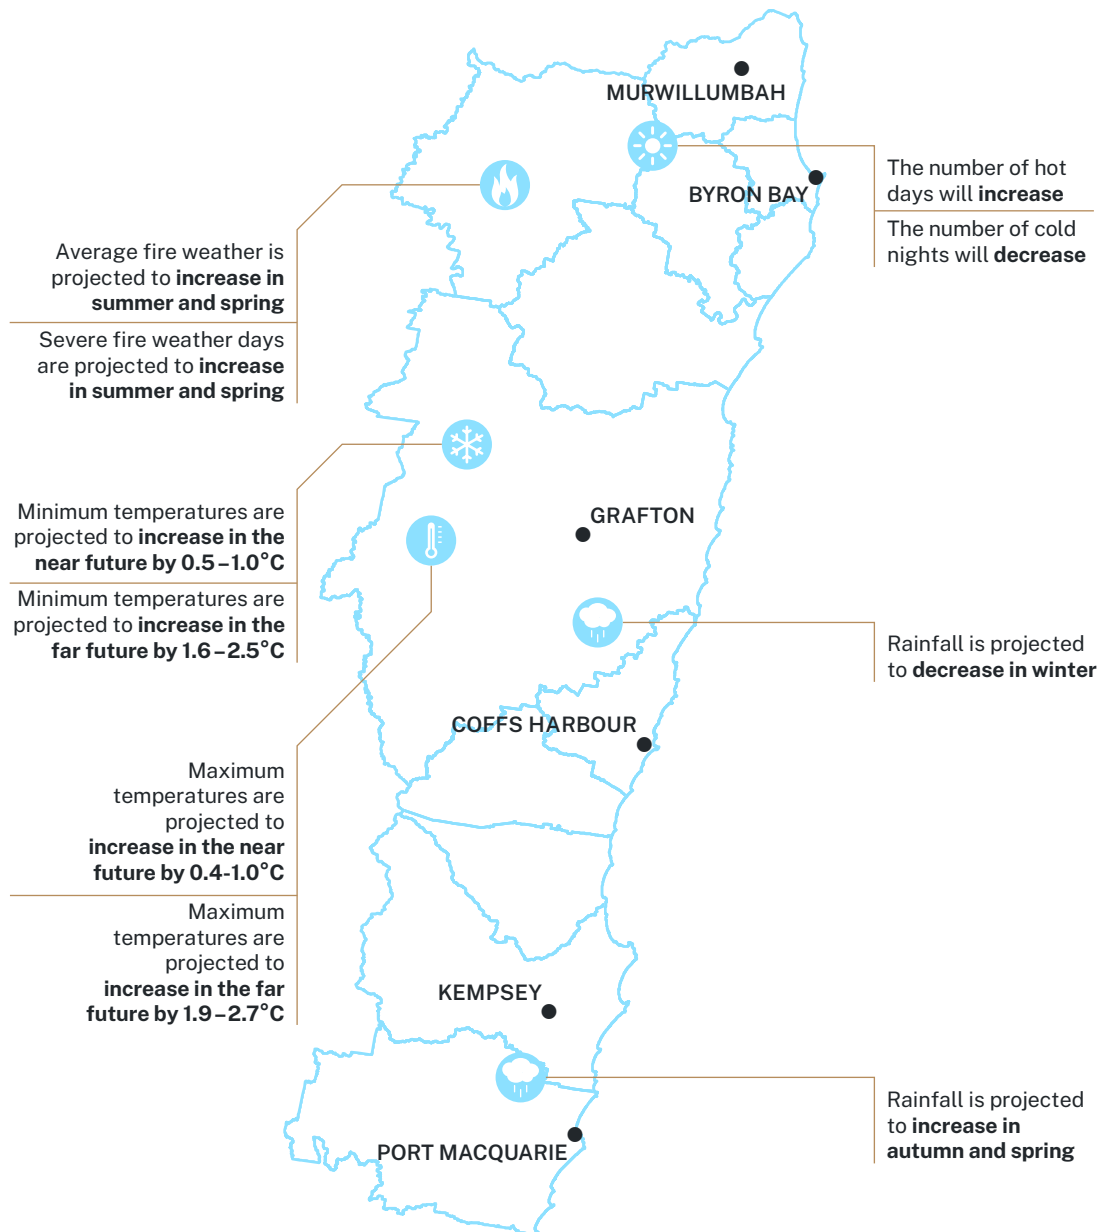 MURWILLUMBAH
The number of hot
days will increase
BYRON BAY
The number of cold
nights will decrease
Average fire weather is
projected to increase in
summer and spring
Severe fire weather days
are projected to increase
in summer and spring
Minimum temperatures are
projected to increase in the
near future by 0.5–1.0°C
Minimum temperatures are
projected to increase in the
far future by 1.6–2.5°C
GRAFTON
Rainfall is projected
to decrease in winter
COFFS HARBOUR
Maximum
temperatures are
projected to
increase in the near
future by 0.4-1.0°C
Maximum
temperatures are
projected to
increase in the far
future by 1.9–2.7°C
KEMPSEY
Rainfall is projected
to increase in
autumn and spring
PORT MACQUARIE